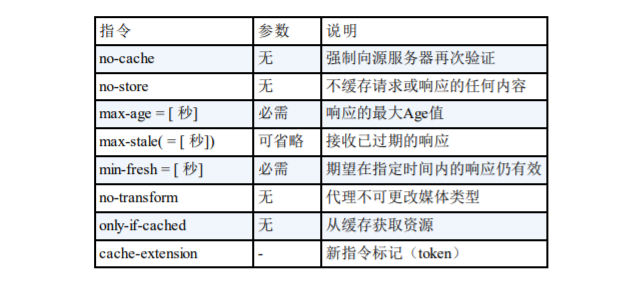 指令 参数 说明
no-cache 无 强制向源服务器再次验证
no-store 无 不缓存请求或响应的任何内容
max-age = [ 秒] 必需 响应的最大Age值
max-stale( = [ 秒]) 可省略 接收已过期的响应
min-fresh = [ 秒] 必需 期望在指定时间内的响应仍有效
no-transform 无 代理不可更改媒体类型
only-if-cached 无 从缓存获取资源
cache-extension - 新指令标记（token）